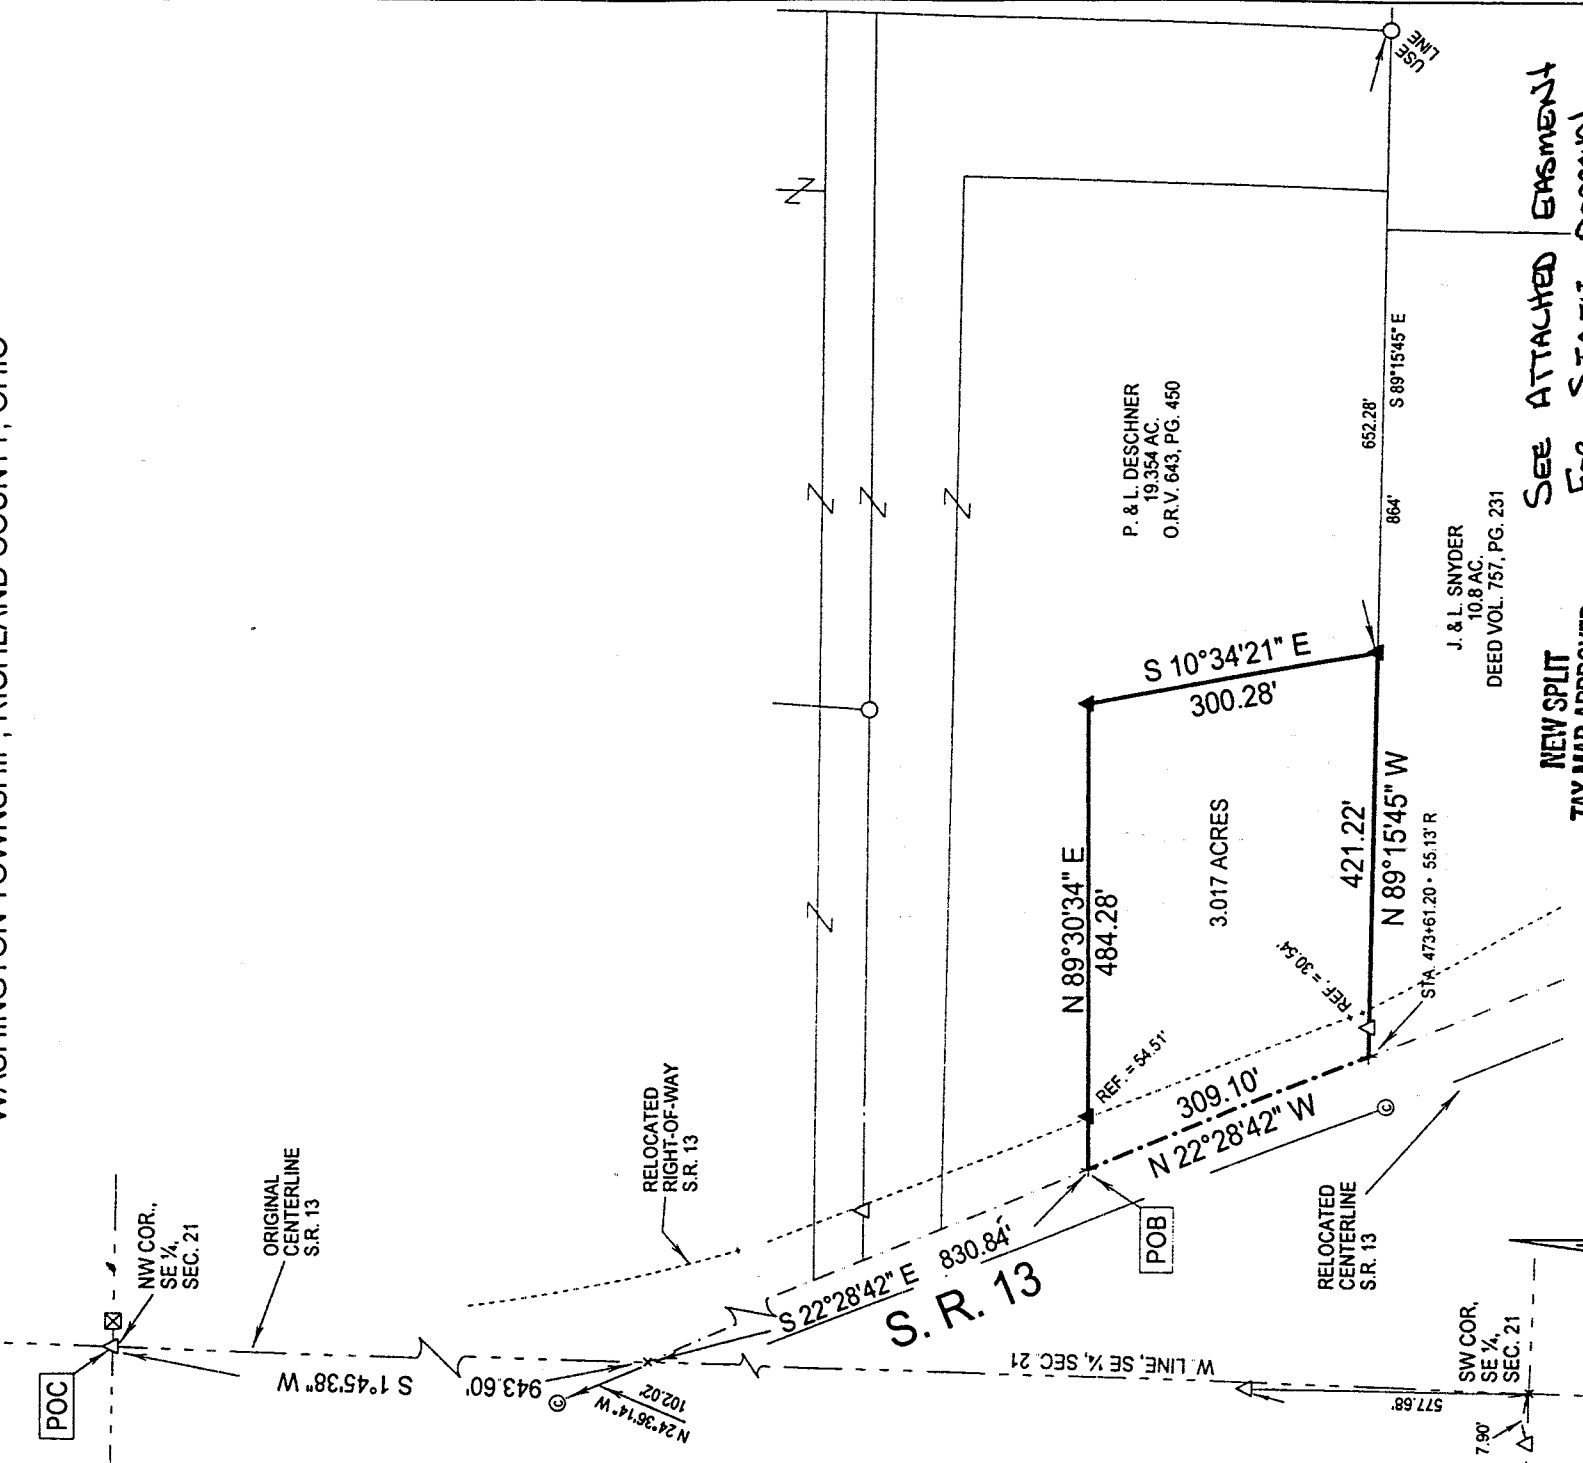 WASHINGTON TOWNSHIP, RICHLAND COUNTY, OHIO
USE
LINE
SEE ATTACHED EASMENT
P. & L. DESCHNER
19.354 AC.
O.R.V. 643, PG. 450
S 89°15'45" E
652.28'
864'
J. & L. SNYDER
10.8 AC.
DEED VOL. 757, PG. 231
NEW SPLIT
TAX MAP APPROVED
S 10°34'21" E
300.28'
N 89°30'34" E
484.28'
3.017 ACRES
421.22'
N 89°15'45" W
STA. 473+61.20 • 55.13' R
REF. = 30.54'
REF. = 54.51'
309.10'
N 22°28'42" W
RELOCATED
RIGHT-OF-WAY
S.R. 13
NW COR.,
SE ¼,
SEC. 21
ORIGINAL
CENTERLINE
S.R. 13
POC
S 1°45'38" W
943.60'
N 24°36'14" W
102.02'
S 22°28'42" E
830.84'
S. R. 13
POB
RELOCATED
CENTERLINE
S.R. 13
W. LINE, SE ¼, SEC. 21
SW COR,
SE ¼,
SEC. 21
577.68'
7.90'